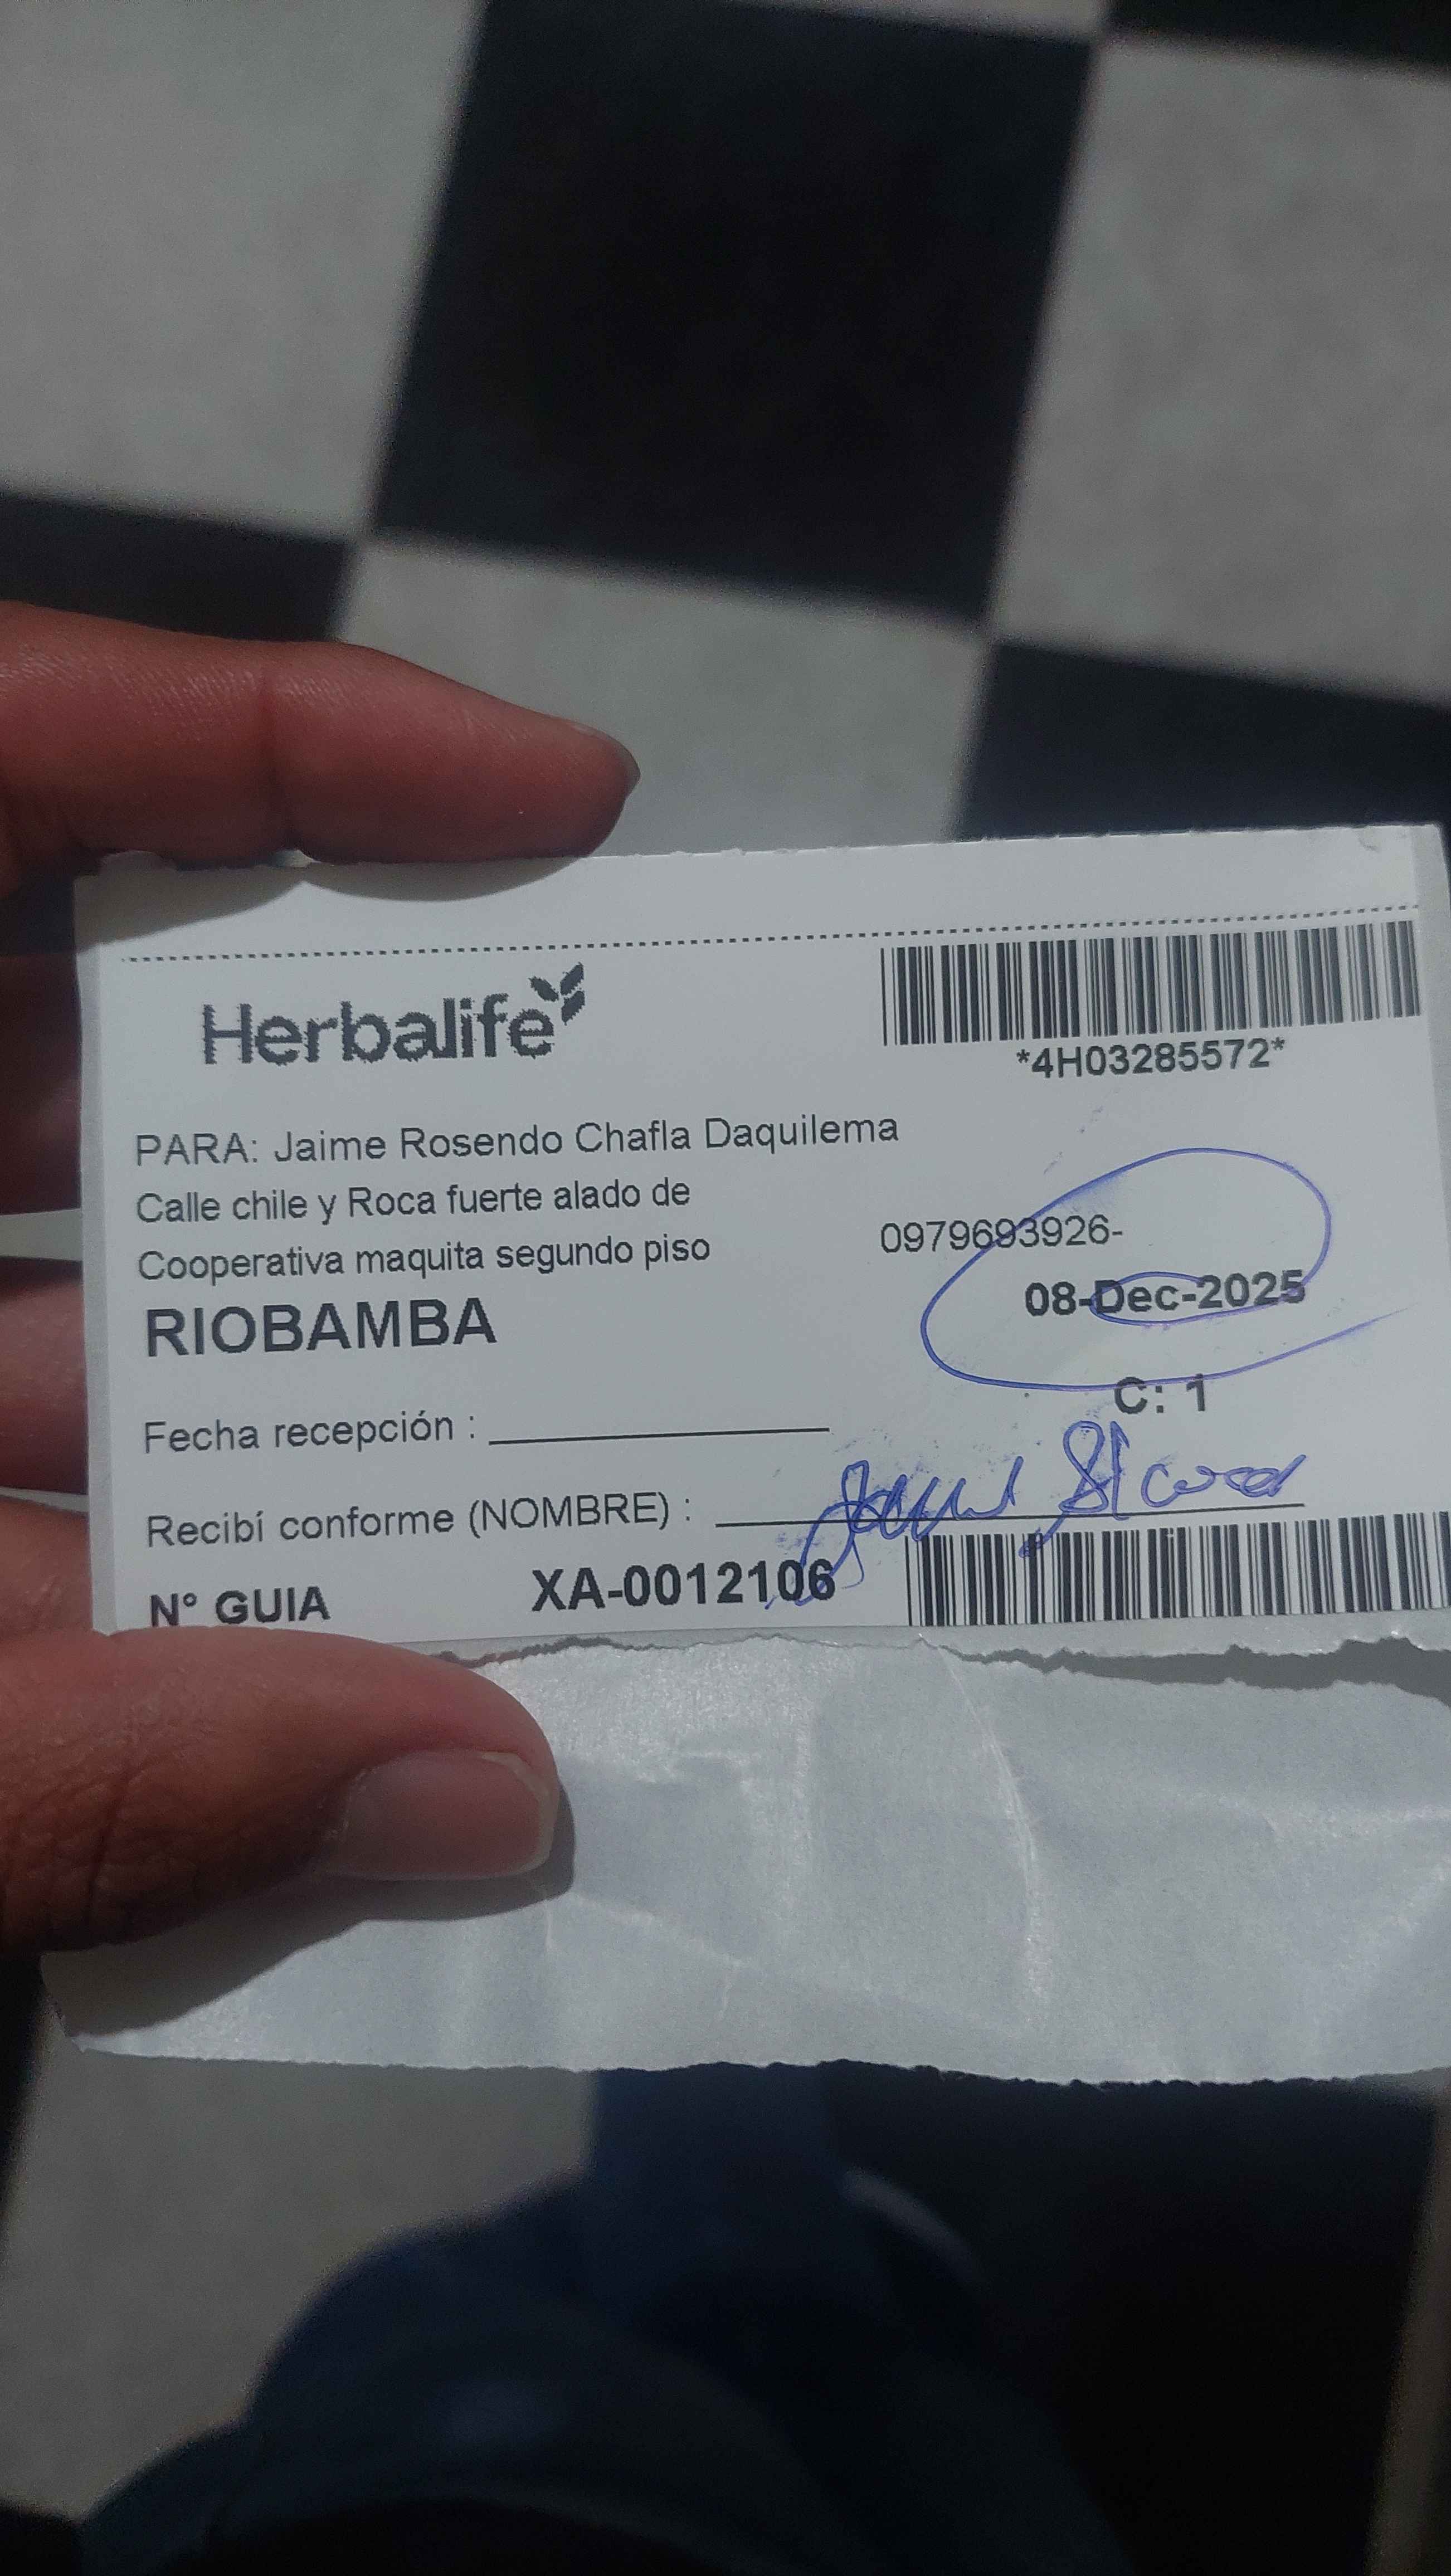 Herbalife
*4H03285572*
PARA: Jaime Rosendo Chafla Daquilema
Calle chile y Roca fuerte alado de
Cooperativa maquita segundo piso
0979693926-
RIOBAMBA
08-Dec-2025
C: 1
Fecha recepción :
Recibí conforme (NOMBRE) :
N° GUIA XA-0012106